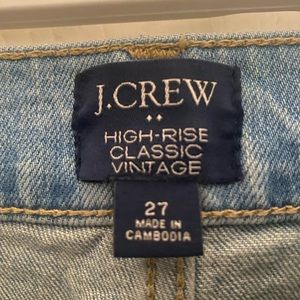 J.CREW
••
HIGH-RISE
CLASSIC
VINTAGE
27
MADE IN
CAMBODIA